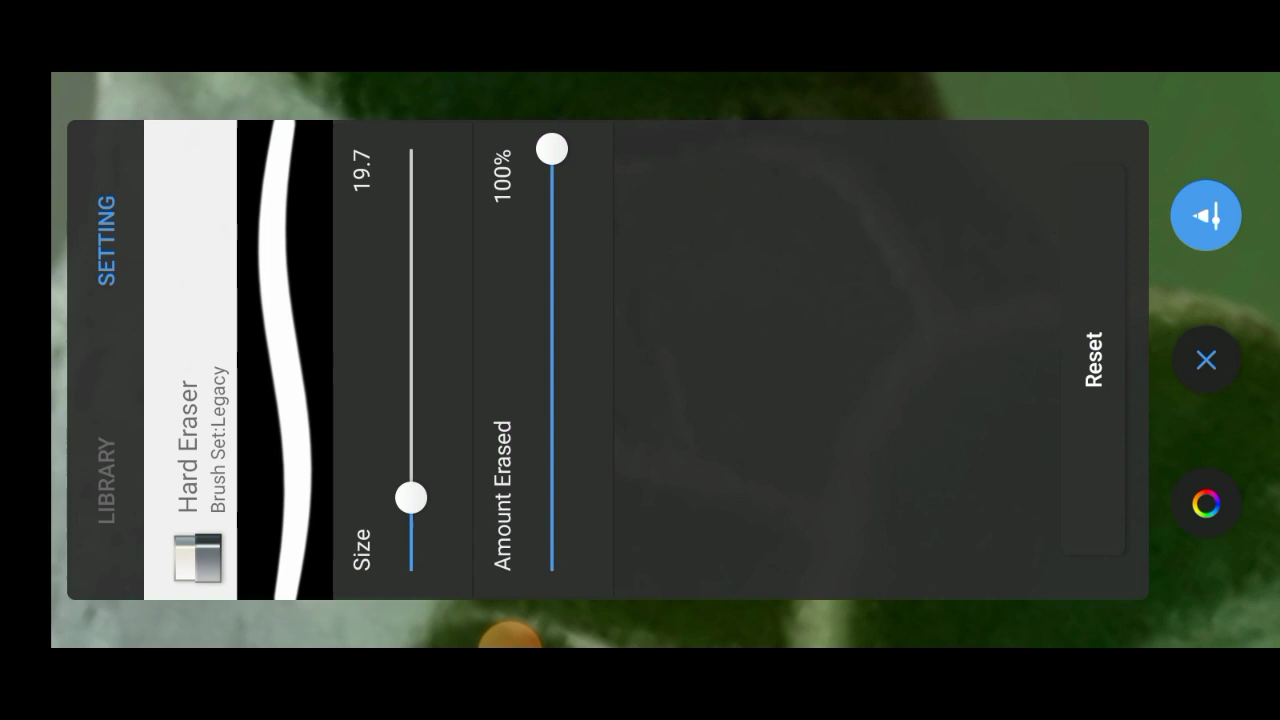 LIBRARY
SETTING
Hard Eraser
Brush Set:Legacy
Size
19.7
Amount Erased
100%
Reset